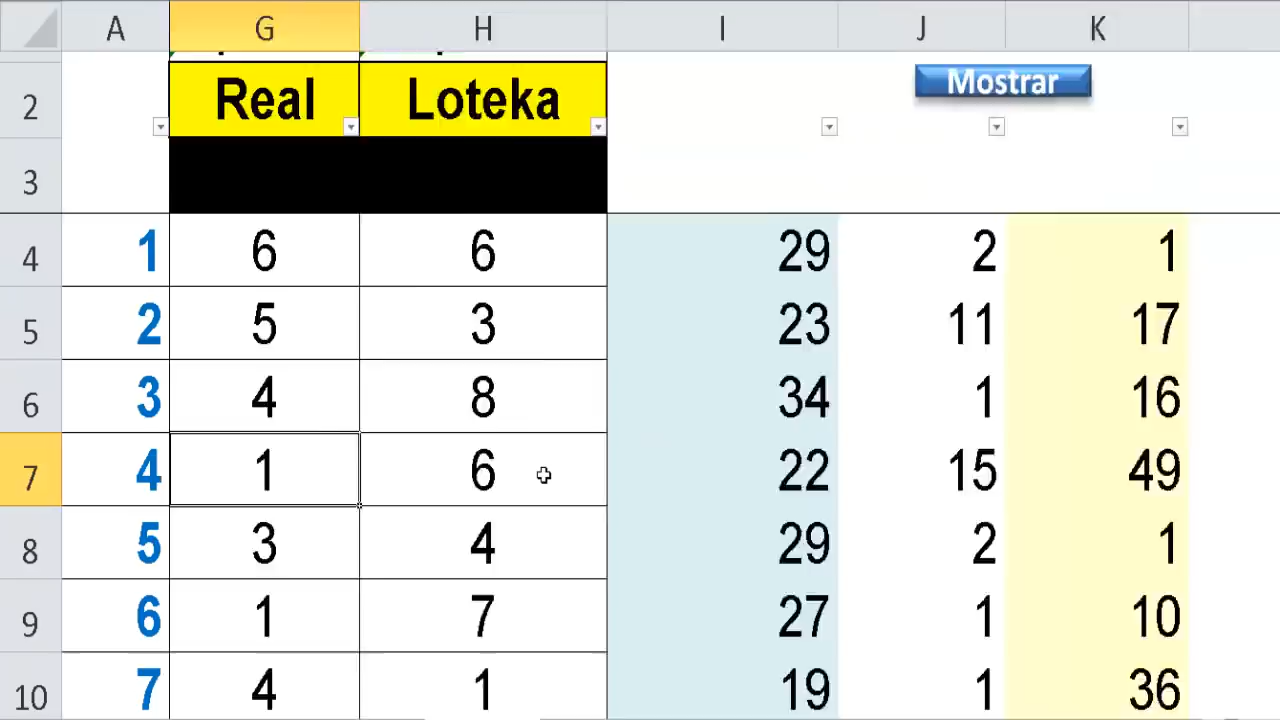 A G H I J K
2 Real Loteka Mostrar
3
4 1 6 6 29 2 1
5 2 5 3 23 11 17
6 3 4 8 34 1 16
7 4 1 6 22 15 49
8 5 3 4 29 2 1
9 6 1 7 27 1 10
10 7 4 1 19 1 36